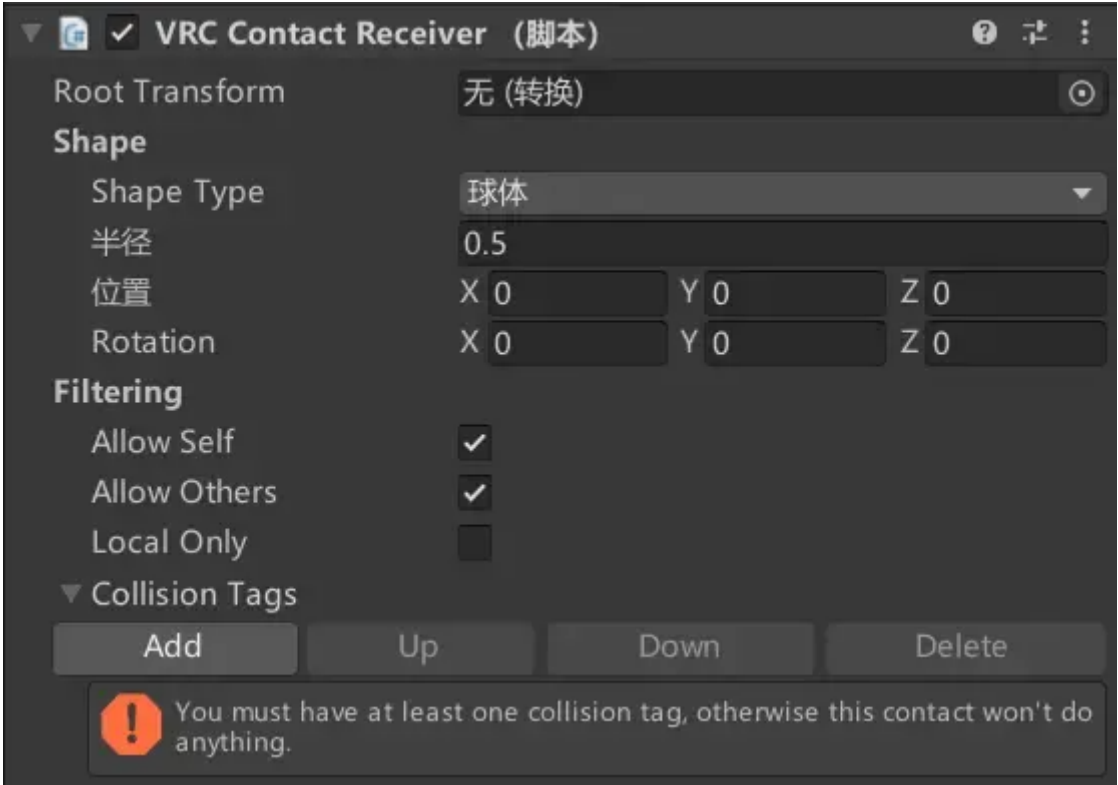 VRC Contact Receiver (脚本)
Root Transform 无 (转换)
Shape
Shape Type 球体
半径 0.5
位置 X 0 Y 0 Z 0
Rotation X 0 Y 0 Z 0
Filtering
Allow Self
Allow Others
Local Only
Collision Tags
Add Up Down Delete
You must have at least one collision tag, otherwise this contact won't do
anything.